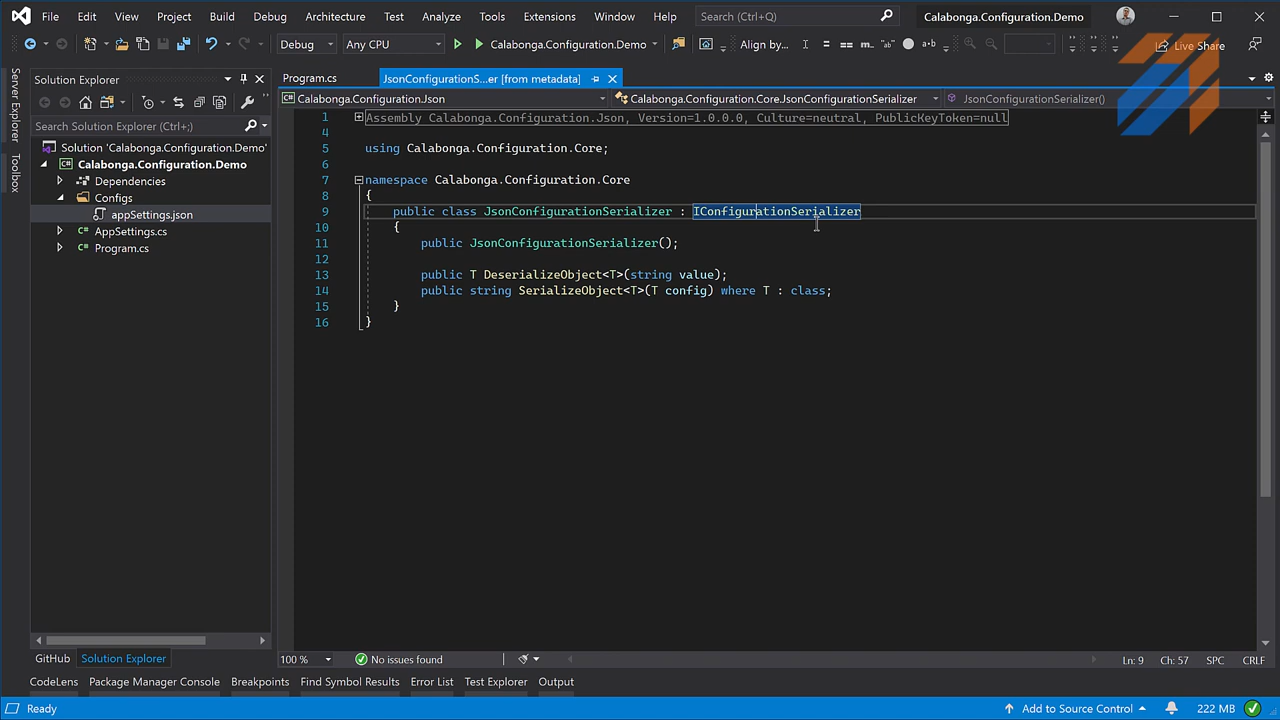 File Edit View Project Build Debug Architecture Test Analyze Tools Extensions Window Help Search (Ctrl+Q) Calabonga.Configuration.Demo
Debug Any CPU Calabonga.Configuration.Demo Align by... Live Share
Server Explorer
Toolbox
Solution Explorer
Search Solution Explorer (Ctrl+;)
Solution 'Calabonga.Configuration.Demo'
Calabonga.Configuration.Demo
Dependencies
Configs
appSettings.json
AppSettings.cs
Program.cs
GitHub Solution Explorer
Program.cs JsonConfigurationS...er [from metadata]
Calabonga.Configuration.Json Calabonga.Configuration.Core.JsonConfigurationSerializer JsonConfigurationSerializer()
1 Assembly Calabonga.Configuration.Json, Version=1.0.0.0, Culture=neutral, PublicKeyToken=null
4
5 using Calabonga.Configuration.Core;
6
7 namespace Calabonga.Configuration.Core
8 {
9 public class JsonConfigurationSerializer : IConfigurationSerializer
10 {
11 public JsonConfigurationSerializer();
12
13 public T DeserializeObject<T>(string value);
14 public string SerializeObject<T>(T config) where T : class;
15 }
16 }
100 % No issues found Ln: 9 Ch: 57 SPC CRLF
CodeLens Package Manager Console Breakpoints Find Symbol Results Error List Test Explorer Output
Ready Add to Source Control 222 MB